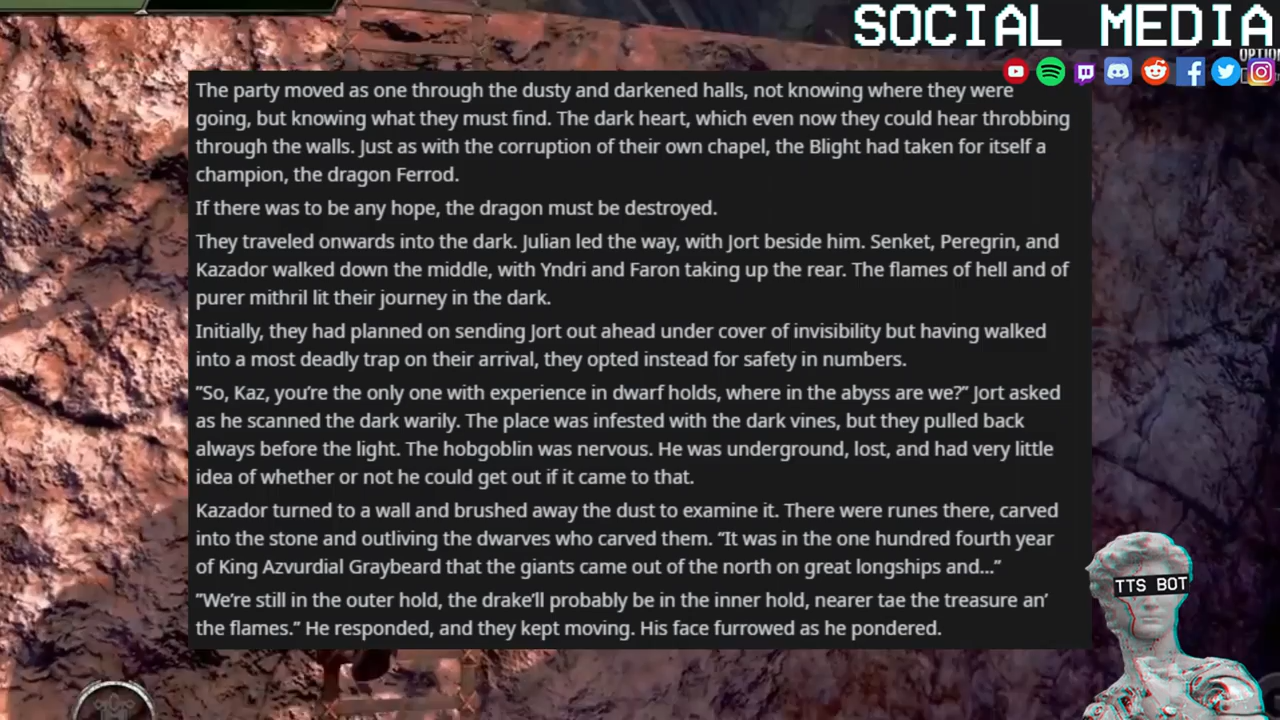 SOCIAL MEDIA
The party moved as one through the dusty and darkened halls, not knowing where they were
going, but knowing what they must find. The dark heart, which even now they could hear throbbing
through the walls. Just as with the corruption of their own chapel, the Blight had taken for itself a
champion, the dragon Ferrod.
If there was to be any hope, the dragon must be destroyed.
They traveled onwards into the dark. Julian led the way, with Jort beside him. Senket, Peregrin, and
Kazador walked down the middle, with Yndri and Faron taking up the rear. The flames of hell and of
purer mithril lit their journey in the dark.
Initially, they had planned on sending Jort out ahead under cover of invisibility but having walked
into a most deadly trap on their arrival, they opted instead for safety in numbers.
"So, Kaz, you're the only one with experience in dwarf holds, where in the abyss are we?" Jort asked
as he scanned the dark warily. The place was infested with the dark vines, but they pulled back
always before the light. The hobgoblin was nervous. He was underground, lost, and had very little
idea of whether or not he could get out if it came to that.
Kazador turned to a wall and brushed away the dust to examine it. There were runes there, carved
into the stone and outliving the dwarves who carved them. "It was in the one hundred fourth year
of King Azvurdial Graybeard that the giants came out of the north on great longships and..."
"We're still in the outer hold, the drake'll probably be in the inner hold, nearer tae the treasure an'
the flames." He responded, and they kept moving. His face furrowed as he pondered.
TTS BOT